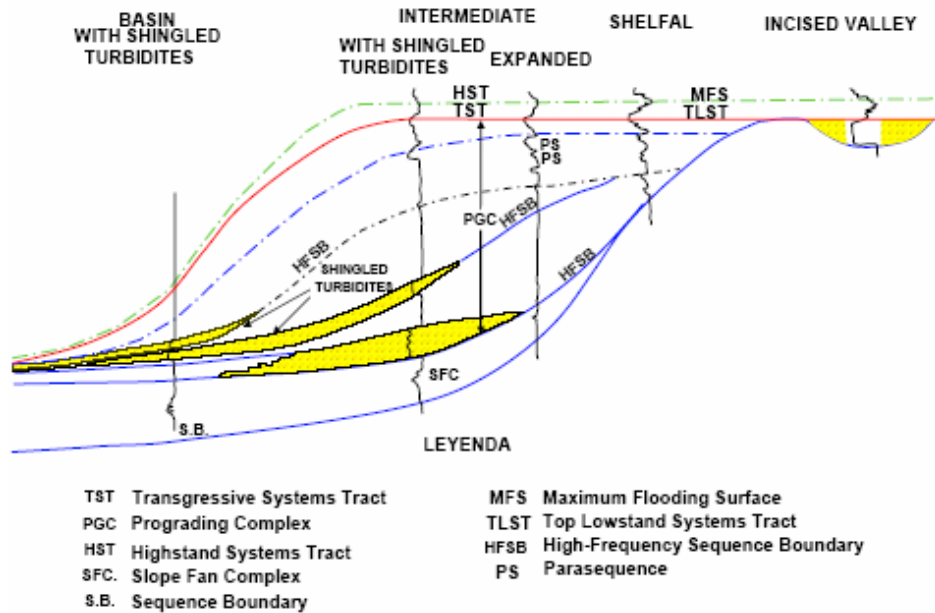 BASIN
WITH SHINGLED
TURBIDITES
INTERMEDIATE
WITH SHINGLED
TURBIDITES
EXPANDED
SHELFAL
INCISED VALLEY
HST
TST
MFS
TLST
PS
PS
PGC
HFSB
HFSB
HFSB
SHINGLED
TURBIDITES
SFC
S.B.
LEYENDA
TST Transgressive Systems Tract
PGC Prograding Complex
HST Highstand Systems Tract
SFC. Slope Fan Complex
S.B. Sequence Boundary
MFS Maximum Flooding Surface
TLST Top Lowstand Systems Tract
HFSB High-Frequency Sequence Boundary
PS Parasequence